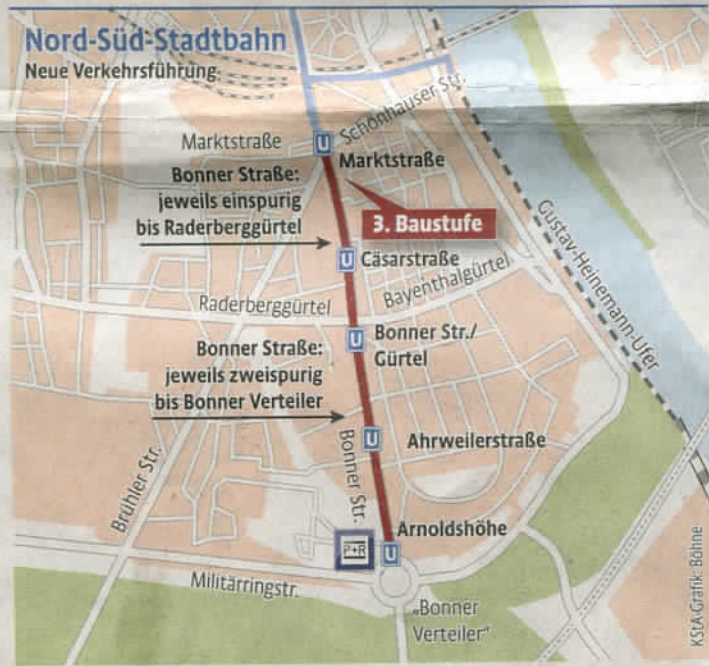 Nord-Süd-Stadtbahn
Neue Verkehrsführung
Schönhauser Str.
Marktstraße
U
Marktstraße
Bonner Straße:
jeweils einspurig
bis Raderberggürtel
3. Baustufe
Gustav-Heinemann-Ufer
U
Cäsarstraße
Bayenthalgürtel
Raderberggürtel
U
Bonner Str./
Gürtel
Bonner Straße:
jeweils zweispurig
bis Bonner Verteiler
U
Ahrweilerstraße
Brühler Str.
Bonner Str.
Arnoldshöhe
P+R
U
Militärringstr.
„Bonner
Verteiler"
KStA-Grafik: Böhne